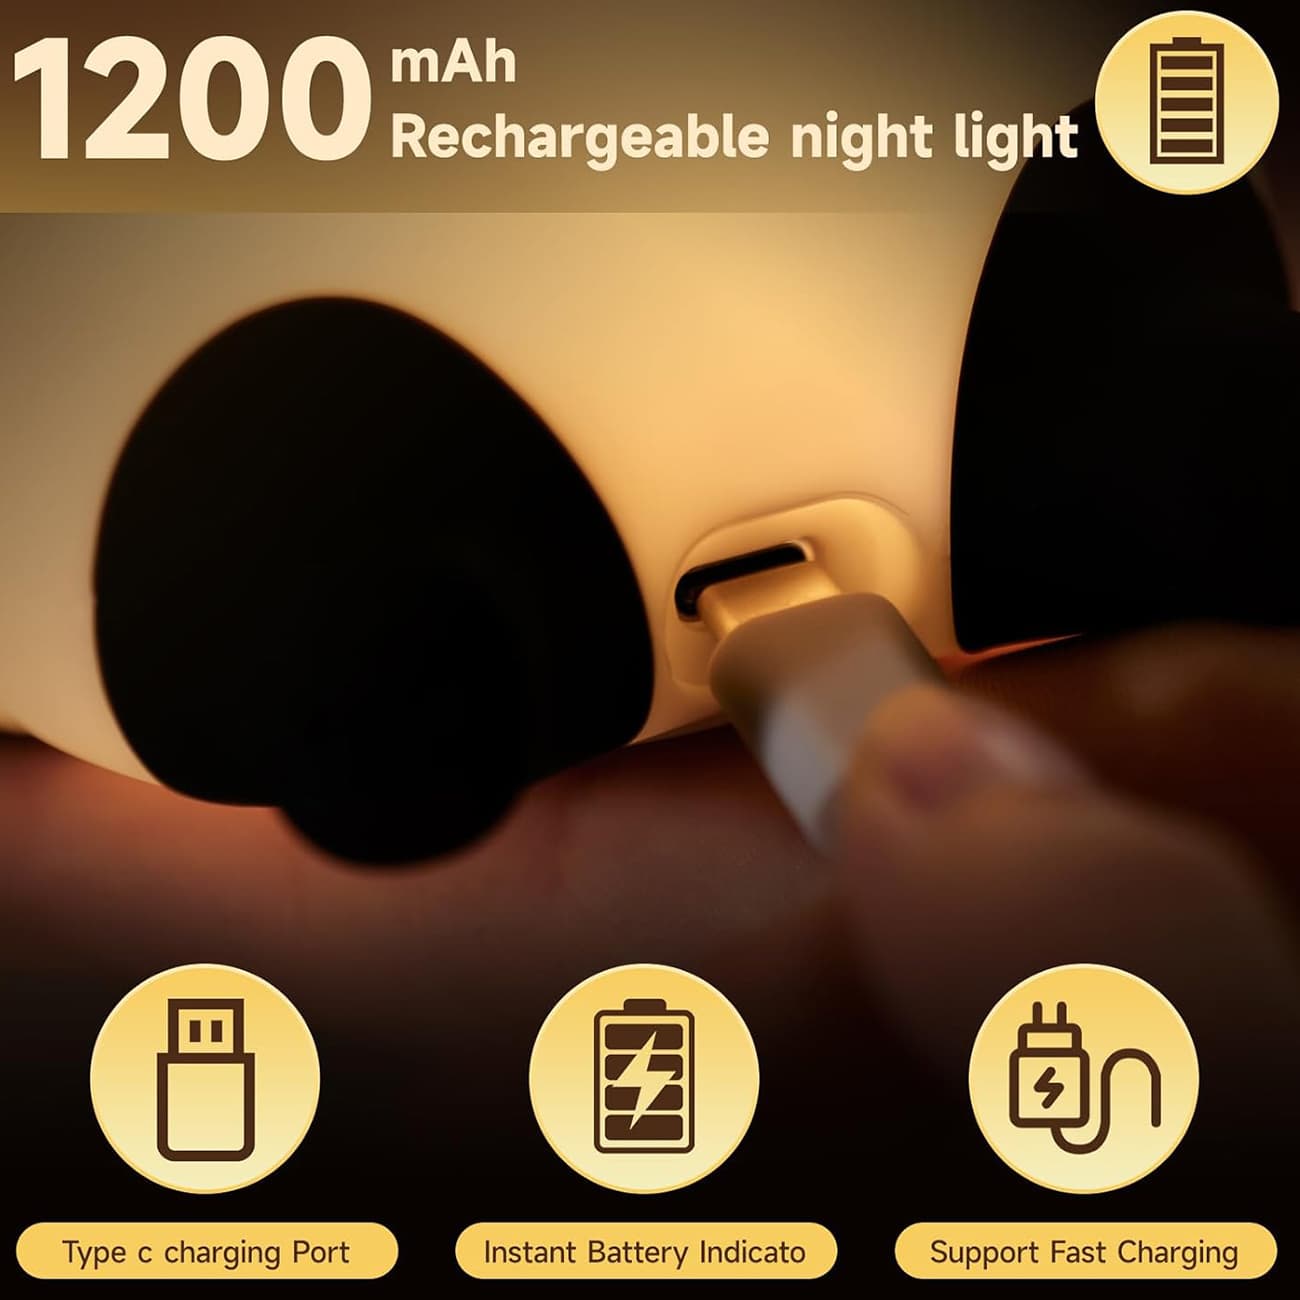 1200 mAh
Rechargeable night light
Type c charging Port
Instant Battery Indicato
Support Fast Charging